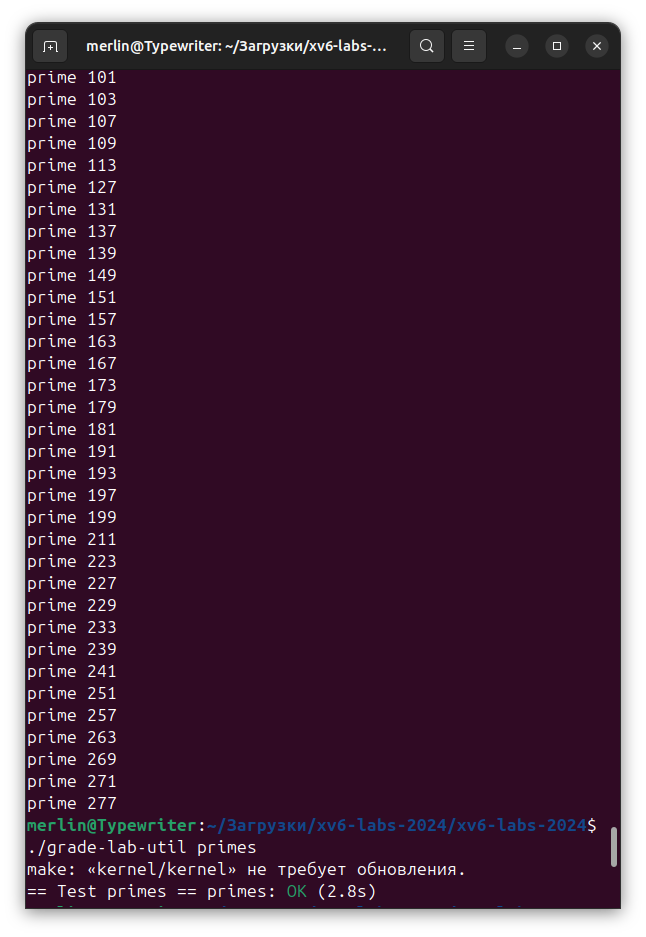 merlin@Typewriter: ~/Загрузки/xv6-labs-...
prime 101
prime 103
prime 107
prime 109
prime 113
prime 127
prime 131
prime 137
prime 139
prime 149
prime 151
prime 157
prime 163
prime 167
prime 173
prime 179
prime 181
prime 191
prime 193
prime 197
prime 199
prime 211
prime 223
prime 227
prime 229
prime 233
prime 239
prime 241
prime 251
prime 257
prime 263
prime 269
prime 271
prime 277
merlin@Typewriter:~/Загрузки/xv6-labs-2024/xv6-labs-2024$
./grade-lab-util primes
make: «kernel/kernel» не требует обновления.
== Test primes == primes: OK (2.8s)